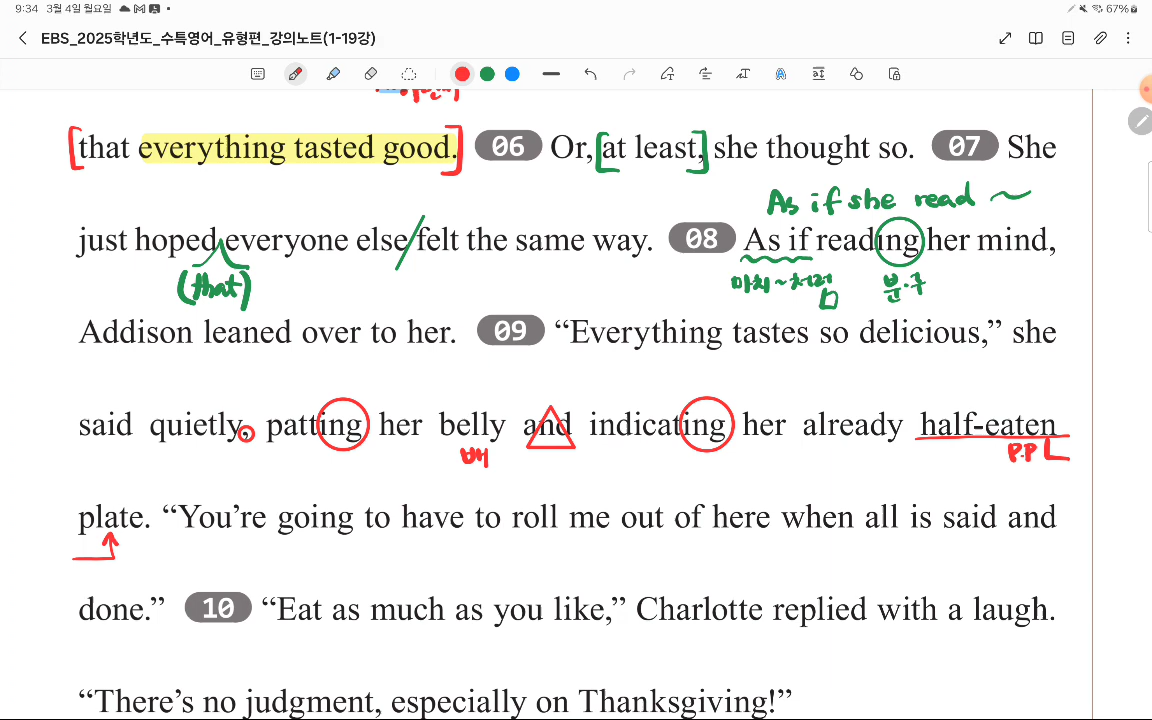 9:34 3월 4일 월요일
67%
EBS_2025학년도_수특영어_유형편_강의노트(1-19강)
that everything tasted good. 06 Or, at least, she thought so. 07 She
As if she read ~
just hoped everyone else felt the same way. 08 As if reading her mind,
(that) 마치~처럼 분·구
Addison leaned over to her. 09 “Everything tastes so delicious,” she
said quietly, patting her belly and indicating her already half-eaten
배 P.P
plate. “You’re going to have to roll me out of here when all is said and
done.” 10 “Eat as much as you like,” Charlotte replied with a laugh.
“There’s no judgment, especially on Thanksgiving!”